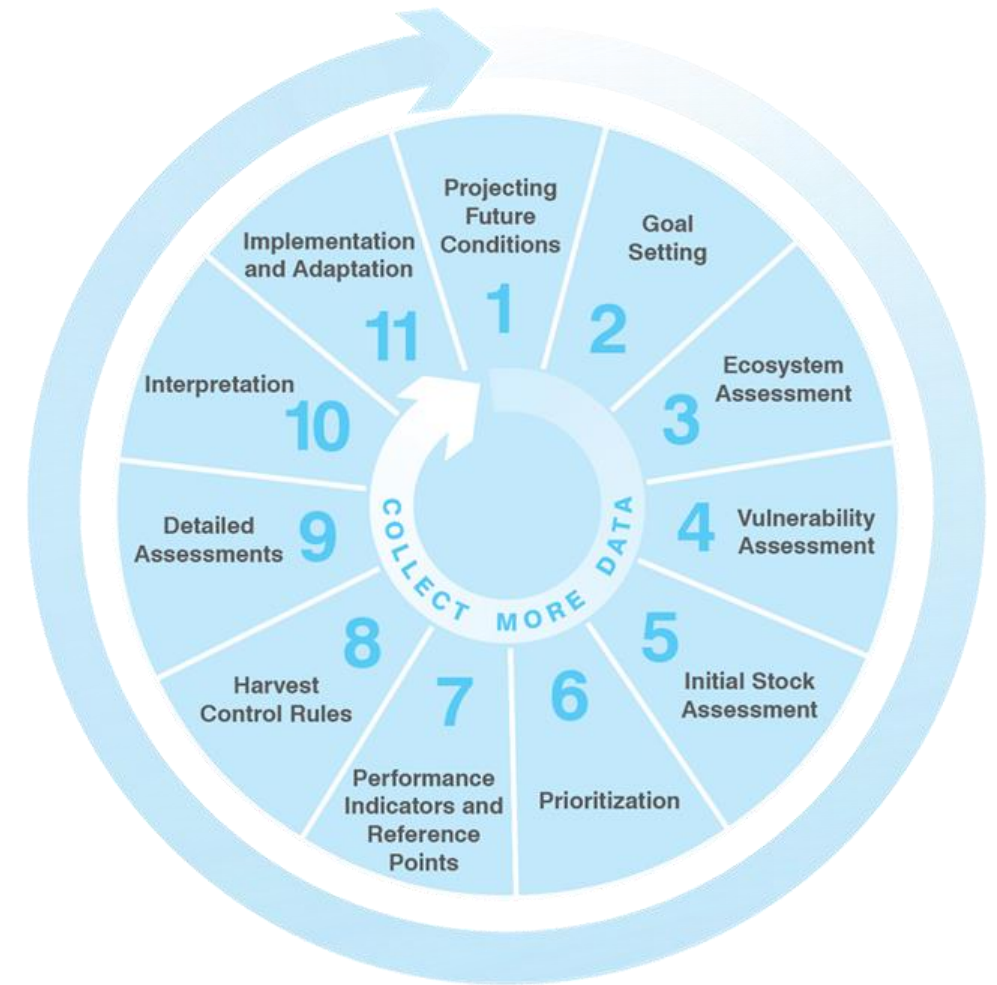 Projecting
Future
Conditions
1
Goal
Setting
2
Ecosystem
Assessment
3
Vulnerability
Assessment
4
Initial Stock
Assessment
5
Prioritization
6
Performance
Indicators and
Reference
Points
7
Harvest
Control Rules
8
Detailed
Assessments
9
Interpretation
10
Implementation
and Adaptation
11
COLLECT MORE DATA